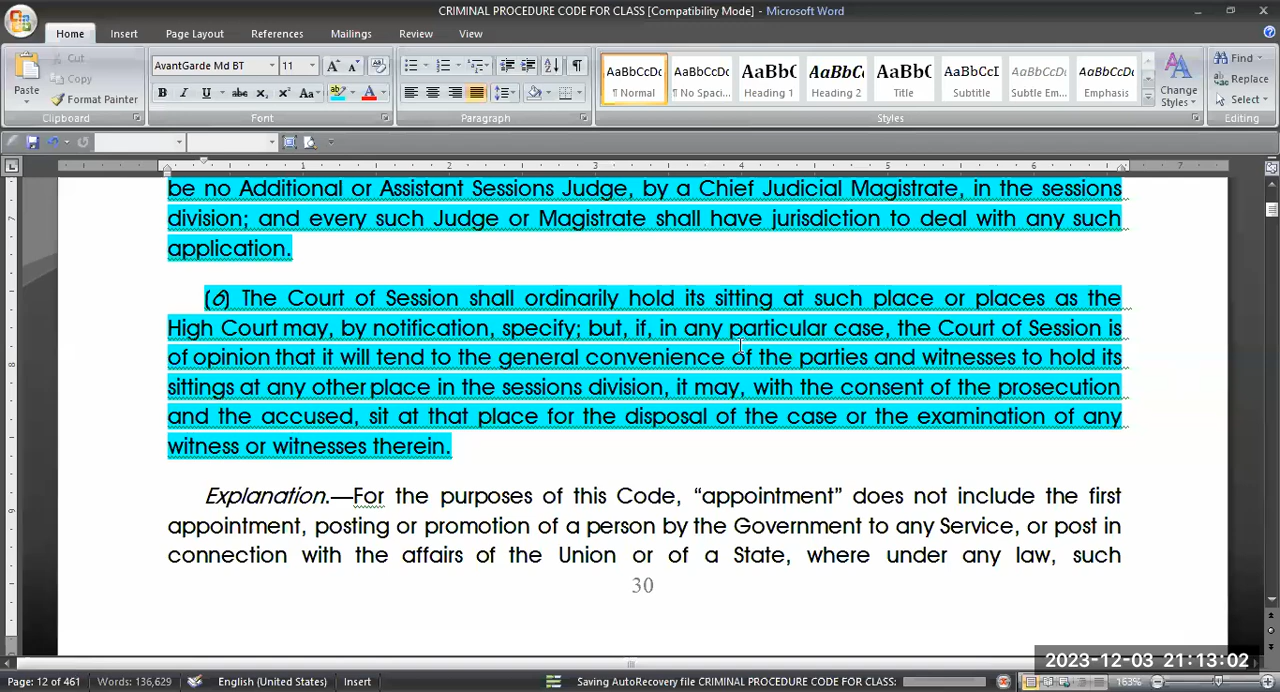 CRIMINAL PROCEDURE CODE FOR CLASS [Compatibility Mode] - Microsoft Word
Home Insert Page Layout References Mailings Review View
Paste
Cut
Copy
Format Painter
Clipboard
AvantGarde Md BT 11
Font
Paragraph
AaBbCcDc AaBbCcDc AaBbC AaBbCc AaBbC AaBbCcI AaBbCcDc AaBbCcDc
¶ Normal ¶ No Spaci... Heading 1 Heading 2 Title Subtitle Subtle Em... Emphasis
Change Styles
Styles
Find
Replace
Select
Editing
1 2 3 4 5 6 7
be no Additional or Assistant Sessions Judge, by a Chief Judicial Magistrate, in the sessions
division; and every such Judge or Magistrate shall have jurisdiction to deal with any such
application.
(6) The Court of Session shall ordinarily hold its sitting at such place or places as the
High Court may, by notification, specify; but, if, in any particular case, the Court of Session is
of opinion that it will tend to the general convenience of the parties and witnesses to hold its
sittings at any other place in the sessions division, it may, with the consent of the prosecution
and the accused, sit at that place for the disposal of the case or the examination of any
witness or witnesses therein.
Explanation.—For the purposes of this Code, “appointment” does not include the first
appointment, posting or promotion of a person by the Government to any Service, or post in
connection with the affairs of the Union or of a State, where under any law, such
30
2023-12-03 21:13:02
Page: 12 of 461 Words: 136,629 English (United States) Insert Saving AutoRecovery file CRIMINAL PROCEDURE CODE FOR CLASS: 163%